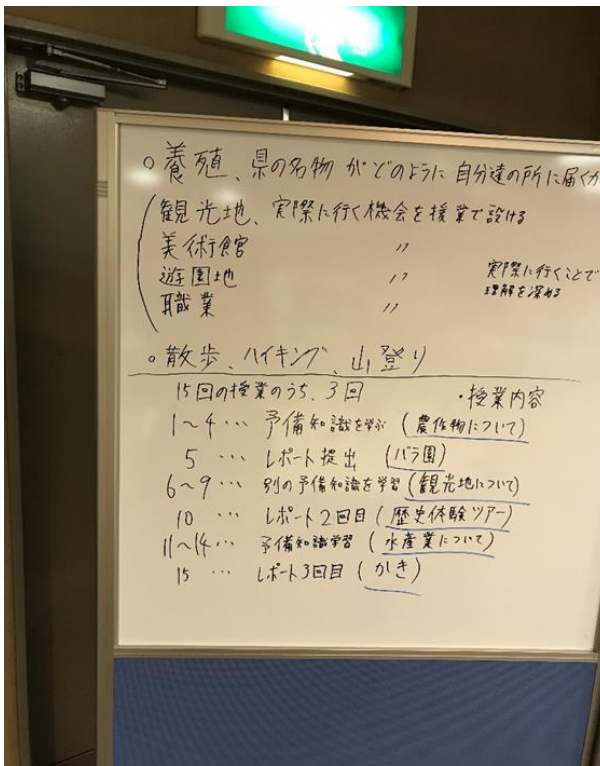 ○養殖、県の名物がどのように自分達の所に届くか
観光地、実際に行く機会を授業で設ける
美術館 〃
遊園地 〃 実際に行くことで
職業 〃 理解を深める
・散歩、ハイキング、山登り
15回の授業のうち、3回 ・授業内容
1～4… 予備知識を学ぶ(農作物について)
5 … レポート提出 (バラ園)
6～9… 別の予備知識を学習(観光地について)
10 … レポート2回目(歴史体験ツアー)
11～14… 予備知識学習(水産業について)
15 … レポート3回目(かき)